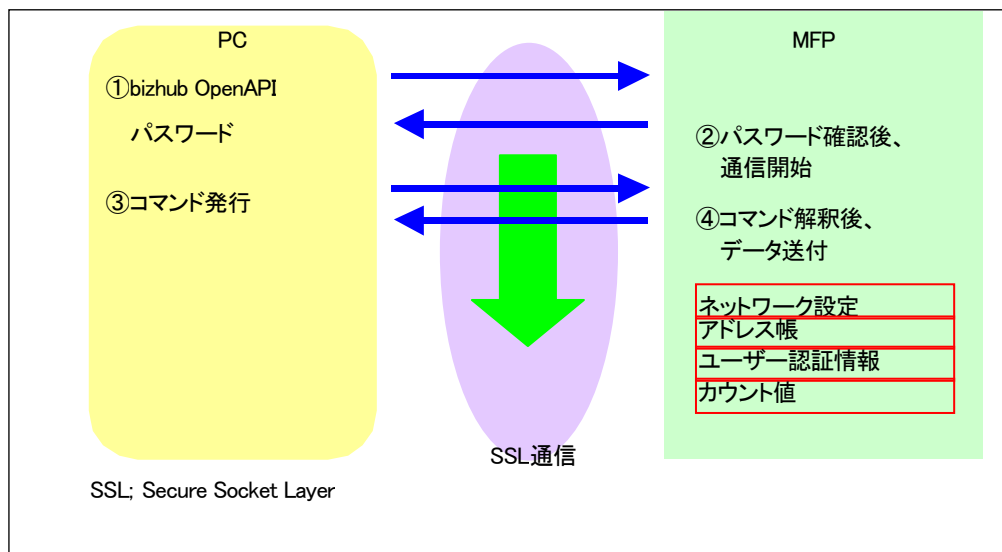 PC
①bizhub OpenAPI
パスワード
③コマンド発行
MFP
②パスワード確認後、
通信開始
④コマンド解釈後、
データ送付
ネットワーク設定
アドレス帳
ユーザー認証情報
カウント値
SSL通信
SSL; Secure Socket Layer